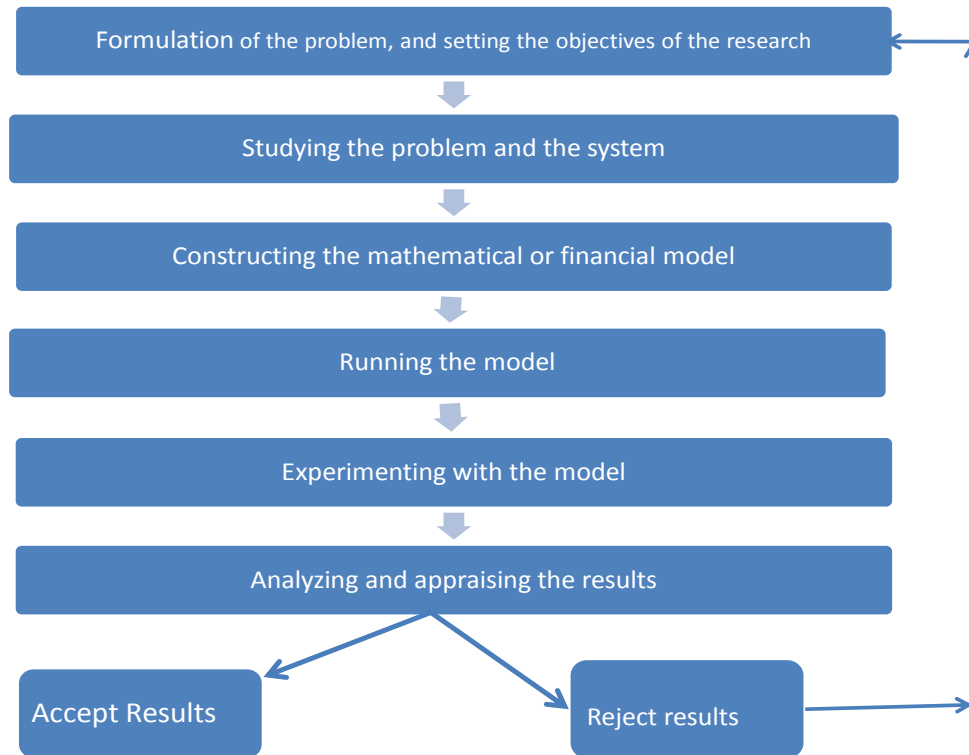 Formulation of the problem, and setting the objectives of the research
Studying the problem and the system
Constructing the mathematical or financial model
Running the model
Experimenting with the model
Analyzing and appraising the results
Accept Results
Reject results